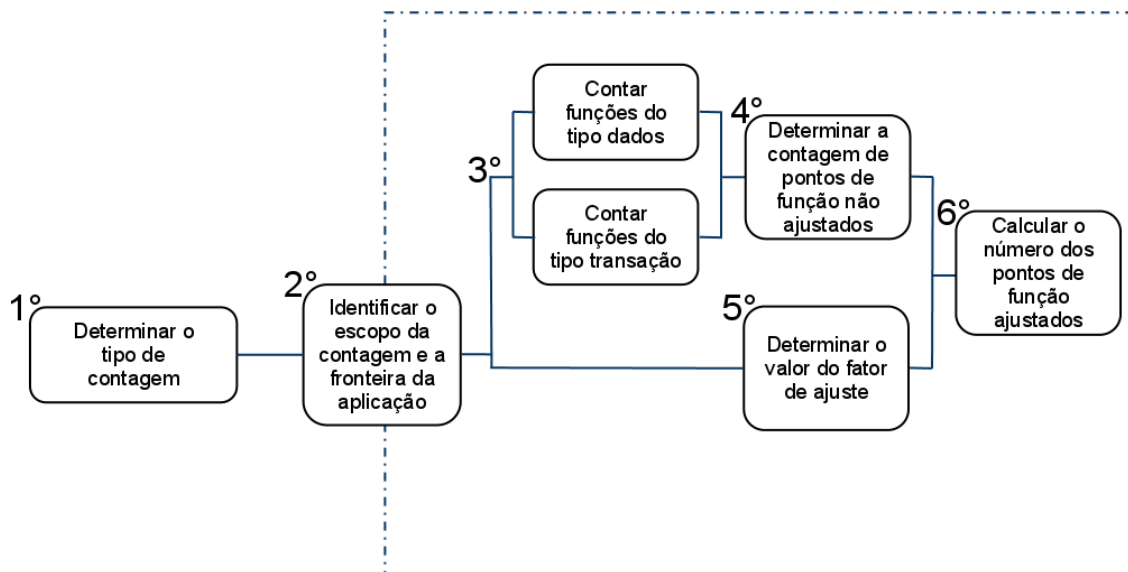 1°
Determinar o
tipo de
contagem
2°
Identificar o
escopo da
contagem e a
fronteira da
aplicação
3°
Contar
funções do
tipo dados
Contar
funções do
tipo transação
4°
Determinar a
contagem de
pontos de
função não
ajustados
5°
Determinar o
valor do fator
de ajuste
6°
Calcular o
número dos
pontos de
função
ajustados